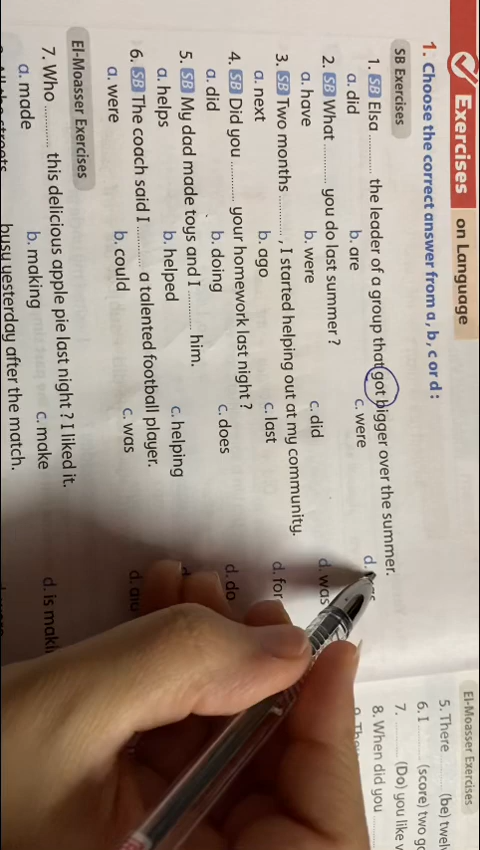 Exercises on Language
1. Choose the correct answer from a, b, c or d :
SB Exercises
1. SB Elsa .......... the leader of a group that got bigger over the summer.
a. did b. are c. were d.
2. SB What .......... you do last summer ?
a. have b. were c. did d. was
3. SB Two months .......... , I started helping out at my community.
a. next b. ago c. last d. for
4. SB Did you .......... your homework last night ?
a. did b. doing c. does d. do
5. SB My dad made toys and I .......... him.
a. helps b. helped c. helping
6. SB The coach said I .......... a talented football player.
a. were b. could c. was d.
El-Moasser Exercises
7. Who .......... this delicious apple pie last night ? I liked it.
a. made b. making c. make d. is
busy yesterday after the match.
El-Moasser Exercises
5. There .......... (be)
6. I .......... (score) two
7. .......... (Do) you like
8. When did you ..........